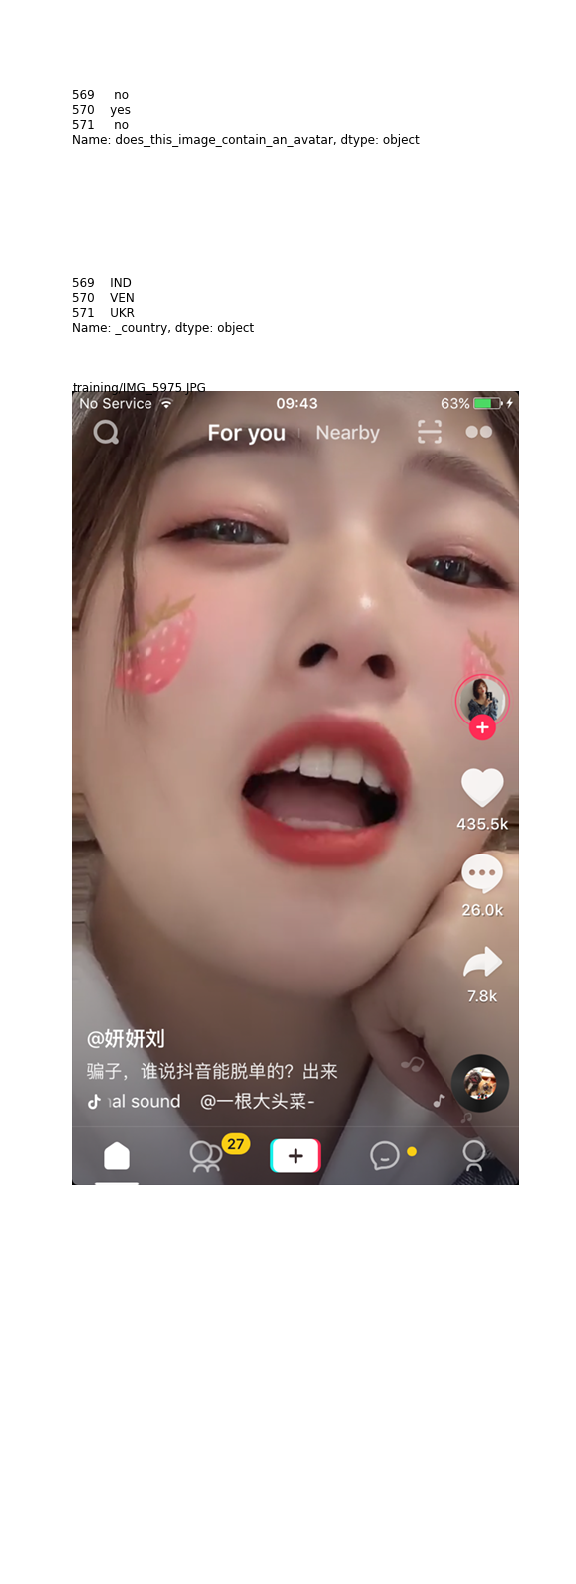 569 no
570 yes
571 no
Name: does_this_image_contain_an_avatar, dtype: object
569 IND
570 VEN
571 UKR
Name: _country, dtype: object
training/IMG_5975.JPG
No Service 09:43 63%
For you Nearby
435.5k
26.0k
7.8k
@妍妍刘
骗子，谁说抖音能脱单的？出来
al sound @一根大头菜-
27